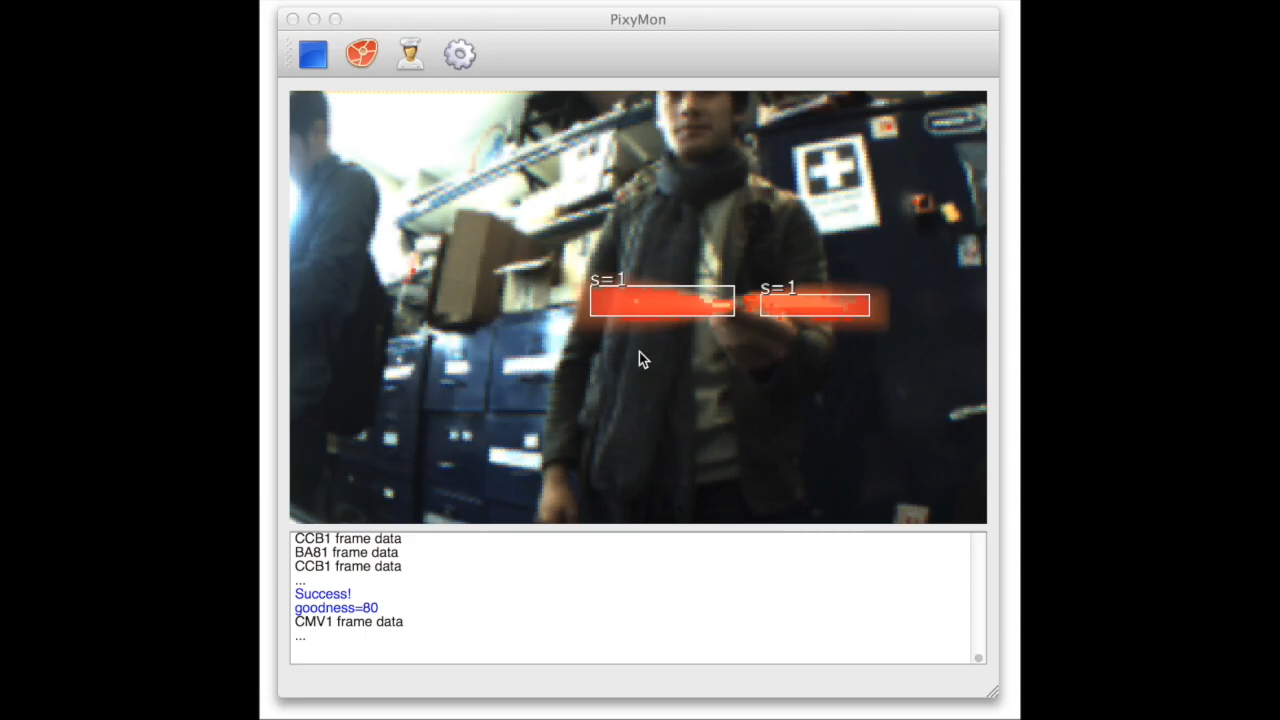 PixyMon
s=1
s=1
CCB1 frame data
BA81 frame data
CCB1 frame data
...
Success!
goodness=80
CMV1 frame data
...